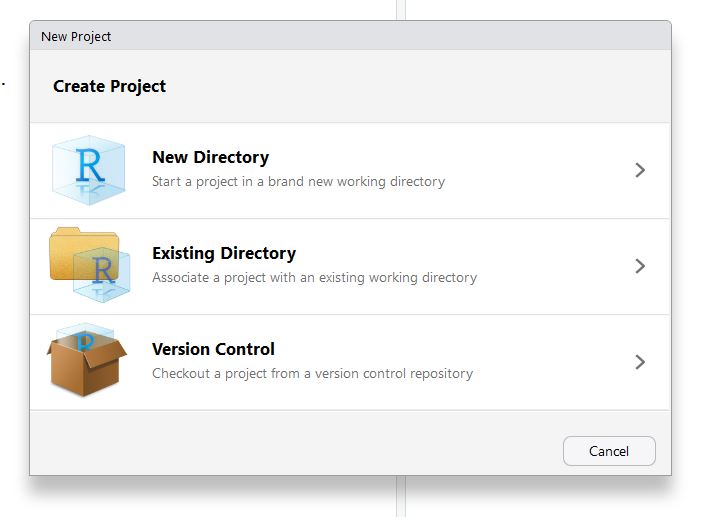 New Project
Create Project
R
New Directory
Start a project in a brand new working directory
R
Existing Directory
Associate a project with an existing working directory
R
Version Control
Checkout a project from a version control repository
Cancel